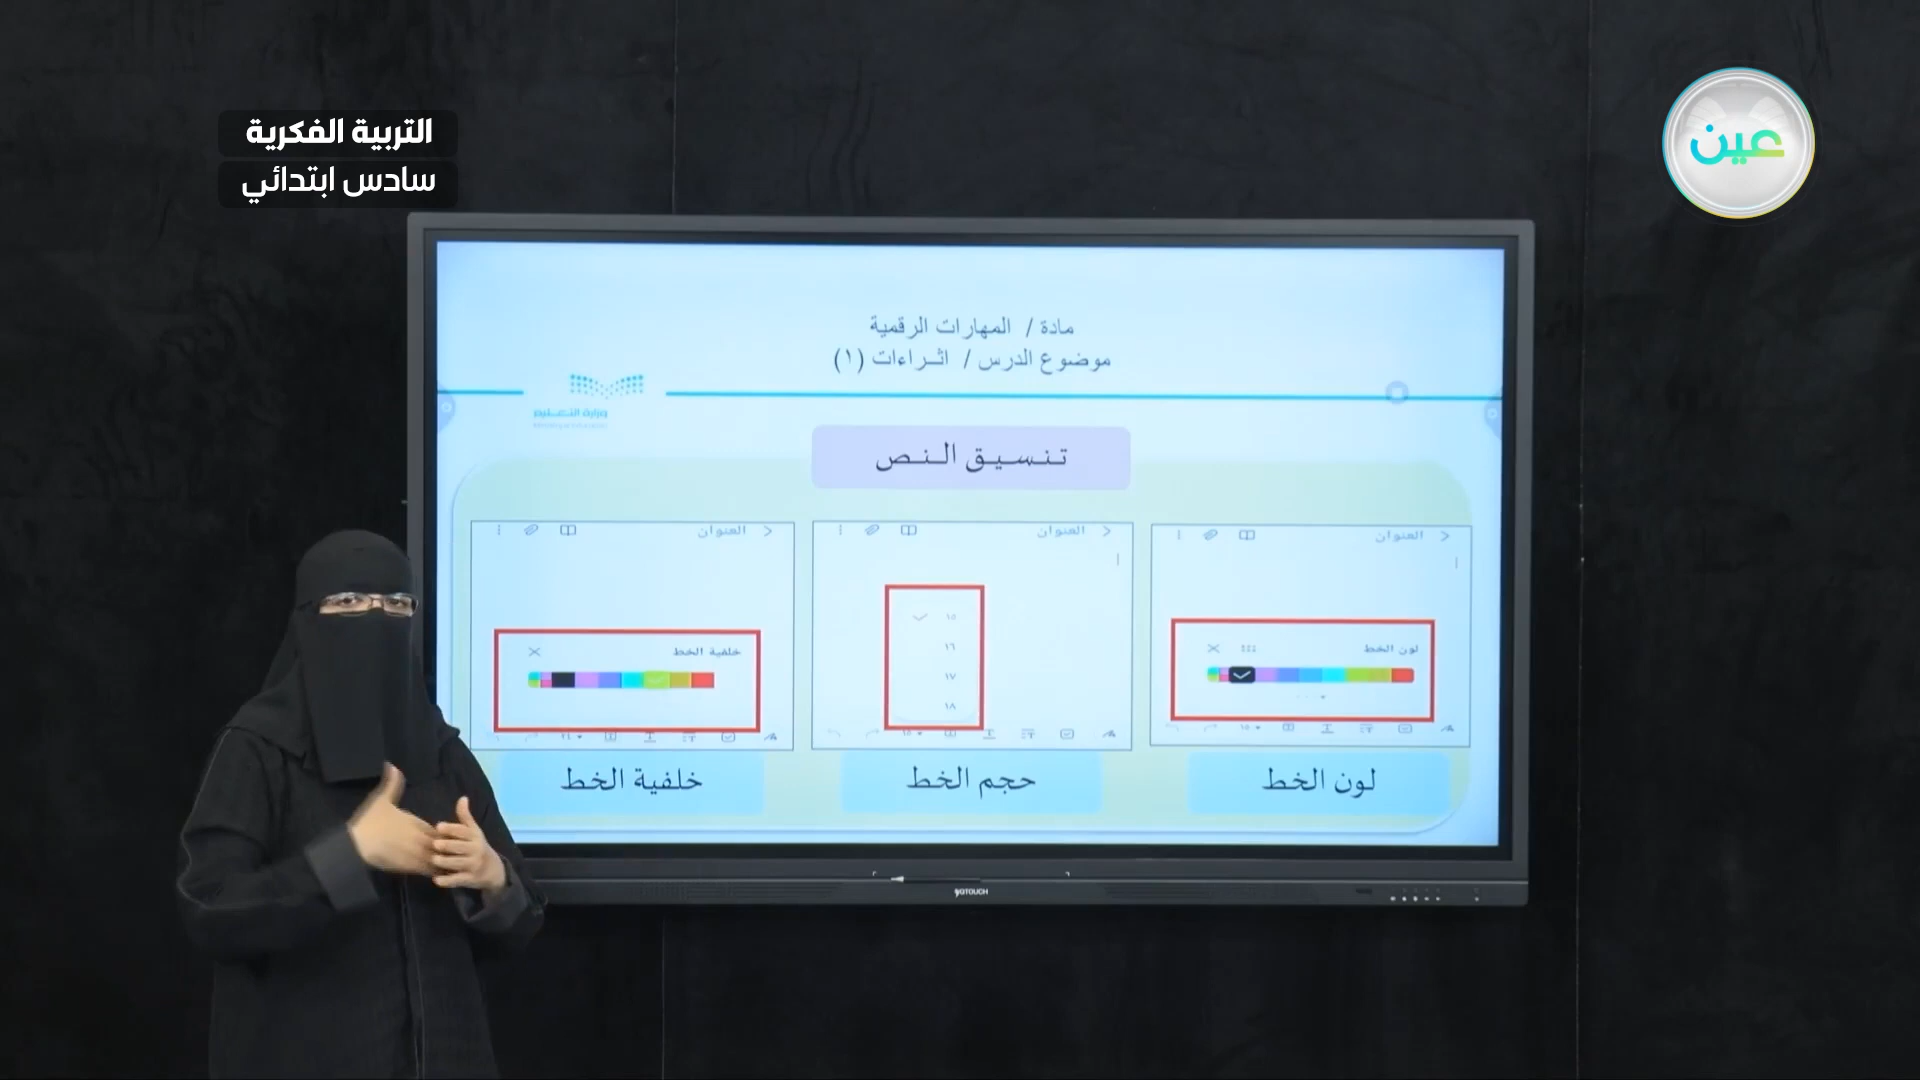 التربية الفكرية
سادس ابتدائي
عين
مادة / المهارات الرقمية
موضوع الدرس / اثـراءات (١)
وزارة التعليم
تنسيق النص
العنوان
لون الخط
١٥
لون الخط
العنوان
١٥
١٦
١٧
١٨
حجم الخط
العنوان
خلفية الخط
خلفية الخط